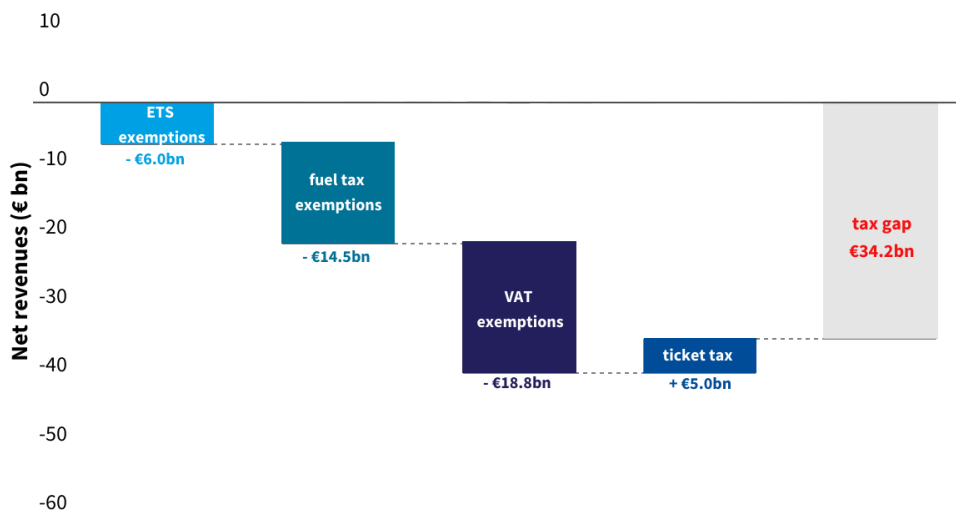 10
0
-10
-20
-30
-40
-50
-60
Net revenues (€ bn)
ETS
exemptions
- €6.0bn
fuel tax
exemptions
- €14.5bn
VAT
exemptions
- €18.8bn
ticket tax
+ €5.0bn
tax gap
€34.2bn